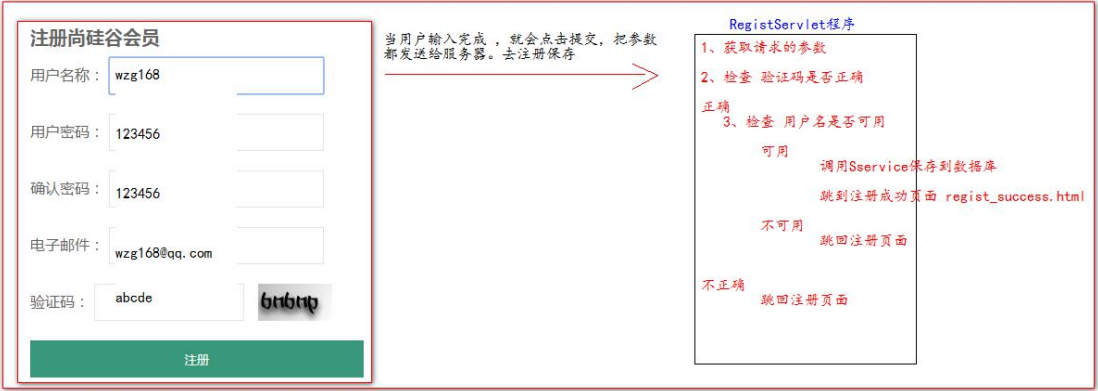 注册尚硅谷会员
用户名称： wzg168
用户密码： 123456
确认密码： 123456
电子邮件： wzg168@qq.com
验证码： abcde 6n6np
注册
当用户输入完成 ，就会点击提交，把参数
都发送给服务器。去注册保存
RegistServlet程序
1、获取请求的参数
2、检查 验证码是否正确
正确
3、检查 用户名是否可用
可用
调用Sservice保存到数据库
跳到注册成功页面 regist_success.html
不可用
跳回注册页面
不正确
跳回注册页面